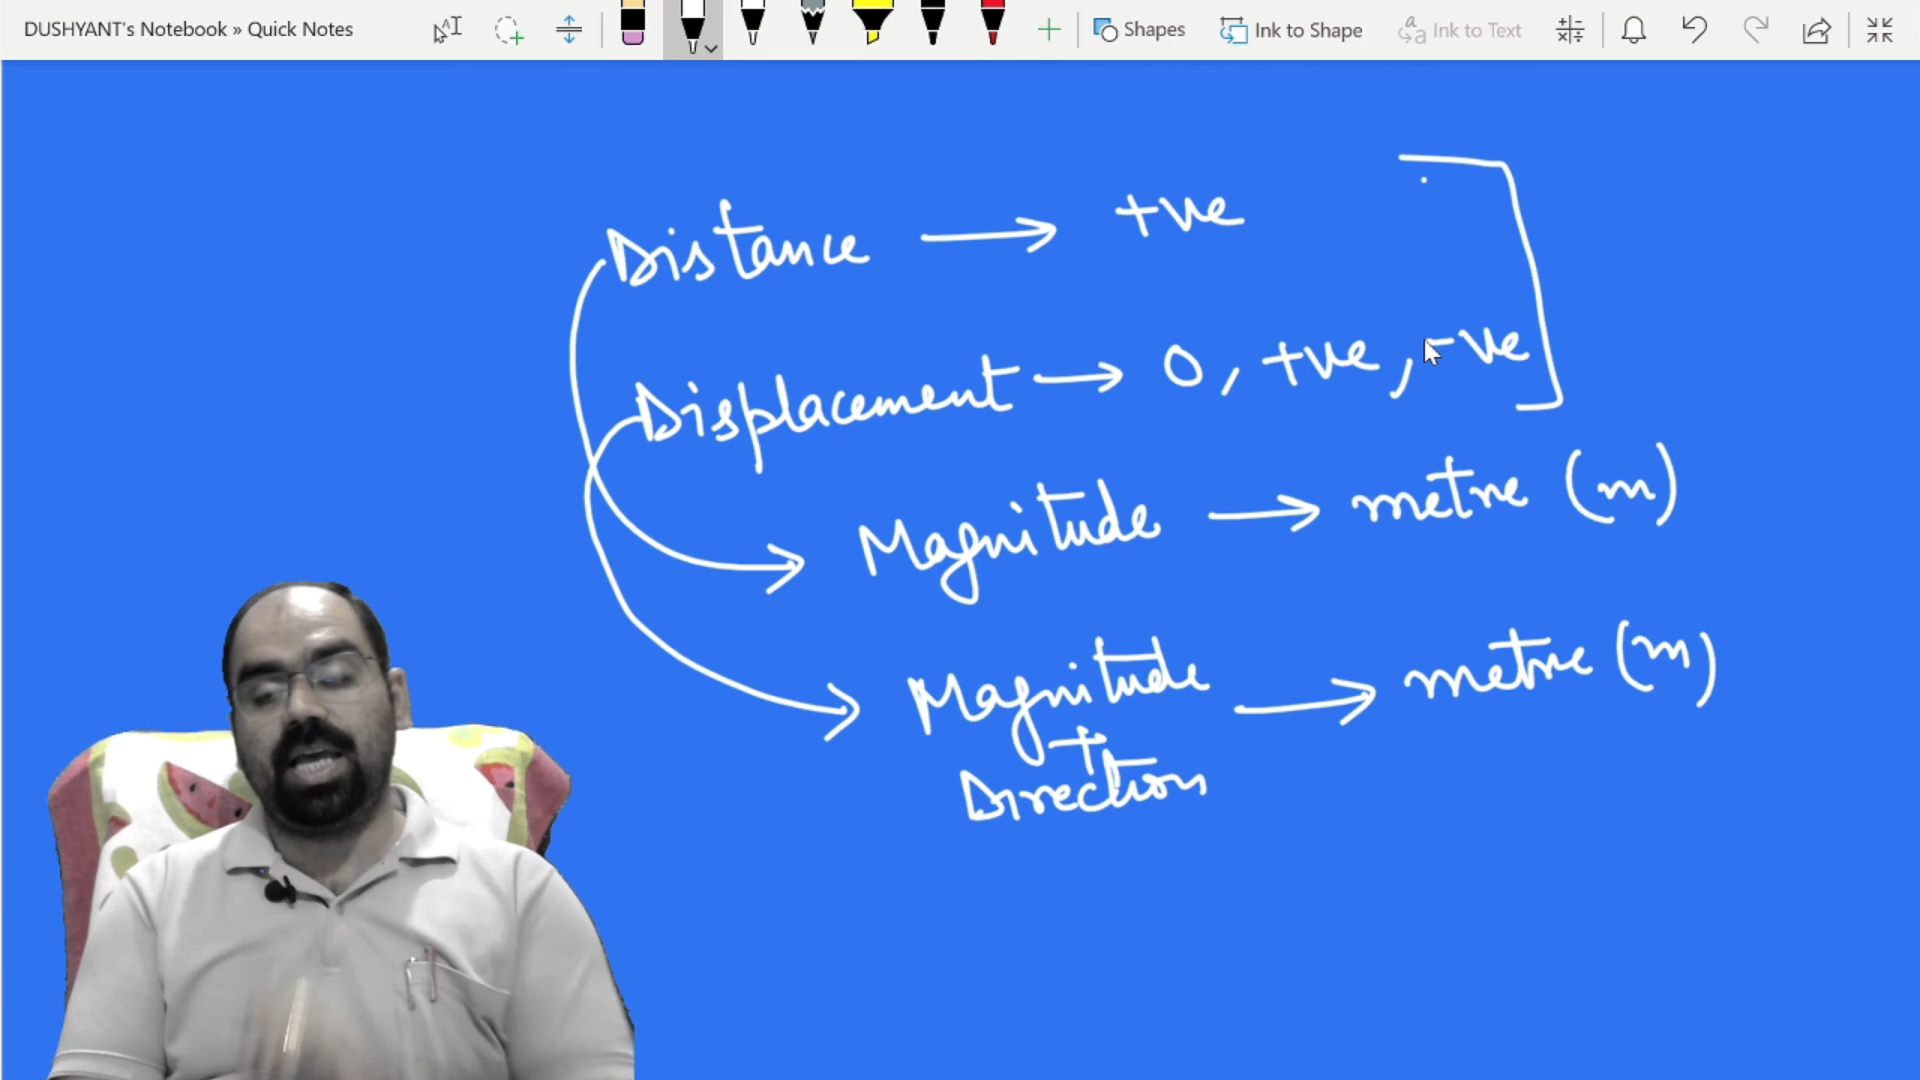 DUSHYANT's Notebook » Quick Notes
Shapes
Ink to Shape
Ink to Text
Distance → +ve
Displacement → 0, +ve, -ve
Magnitude → metre (m)
Magnitude → metre (m)
+
Direction